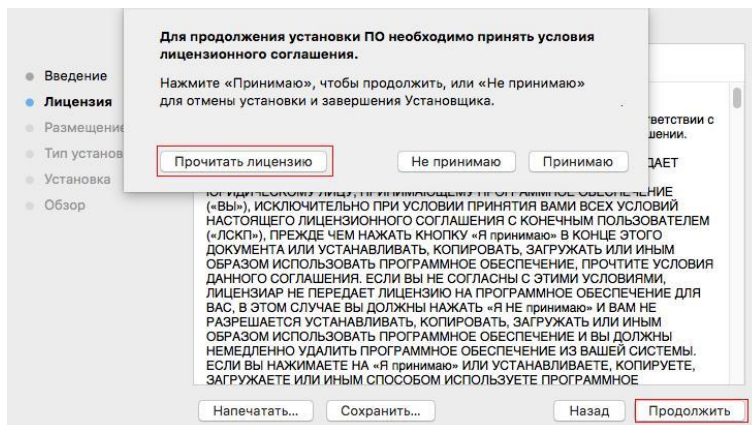 Для продолжения установки ПО необходимо принять условия
лицензионного соглашения.
Нажмите «Принимаю», чтобы продолжить, или «Не принимаю»
для отмены установки и завершения Установщика.
Прочитать лицензию
Не принимаю
Принимаю
Введение
Лицензия
Размещение
Тип установ
Установка
Обзор
тветствии с
шении.
ДАЕТ
ЮРИДИЧЕСКОМУ ЛИЦУ, ПРИНИМАЮЩЕМУ ПРОГРАММНОЕ ОБЕСПЕЧЕНИЕ
(«ВЫ»), ИСКЛЮЧИТЕЛЬНО ПРИ УСЛОВИИ ПРИНЯТИЯ ВАМИ ВСЕХ УСЛОВИЙ
НАСТОЯЩЕГО ЛИЦЕНЗИОННОГО СОГЛАШЕНИЯ С КОНЕЧНЫМ ПОЛЬЗОВАТЕЛЕМ
(«ЛСКП»), ПРЕЖДЕ ЧЕМ НАЖАТЬ КНОПКУ «Я принимаю» В КОНЦЕ ЭТОГО
ДОКУМЕНТА ИЛИ УСТАНАВЛИВАТЬ, КОПИРОВАТЬ, ЗАГРУЖАТЬ ИЛИ ИНЫМ
ОБРАЗОМ ИСПОЛЬЗОВАТЬ ПРОГРАММНОЕ ОБЕСПЕЧЕНИЕ, ПРОЧТИТЕ УСЛОВИЯ
ДАННОГО СОГЛАШЕНИЯ. ЕСЛИ ВЫ НЕ СОГЛАСНЫ С ЭТИМИ УСЛОВИЯМИ,
ЛИЦЕНЗИАР НЕ ПЕРЕДАЕТ ЛИЦЕНЗИЮ НА ПРОГРАММНОЕ ОБЕСПЕЧЕНИЕ ДЛЯ
ВАС, В ЭТОМ СЛУЧАЕ ВЫ ДОЛЖНЫ НАЖАТЬ «Я НЕ принимаю» И ВАМ НЕ
РАЗРЕШАЕТСЯ УСТАНАВЛИВАТЬ, КОПИРОВАТЬ, ЗАГРУЖАТЬ ИЛИ ИНЫМ
ОБРАЗОМ ИСПОЛЬЗОВАТЬ ПРОГРАММНОЕ ОБЕСПЕЧЕНИЕ И ВЫ ДОЛЖНЫ
НЕМЕДЛЕННО УДАЛИТЬ ПРОГРАММНОЕ ОБЕСПЕЧЕНИЕ ИЗ ВАШЕЙ СИСТЕМЫ.
ЕСЛИ ВЫ НАЖИМАЕТЕ НА «Я принимаю» ИЛИ УСТАНАВЛИВАЕТЕ, КОПИРУЕТЕ,
ЗАГРУЖАЕТЕ ИЛИ ИНЫМ СПОСОБОМ ИСПОЛЬЗУЕТЕ ПРОГРАММНОЕ
Напечатать...
Сохранить...
Назад
Продолжить